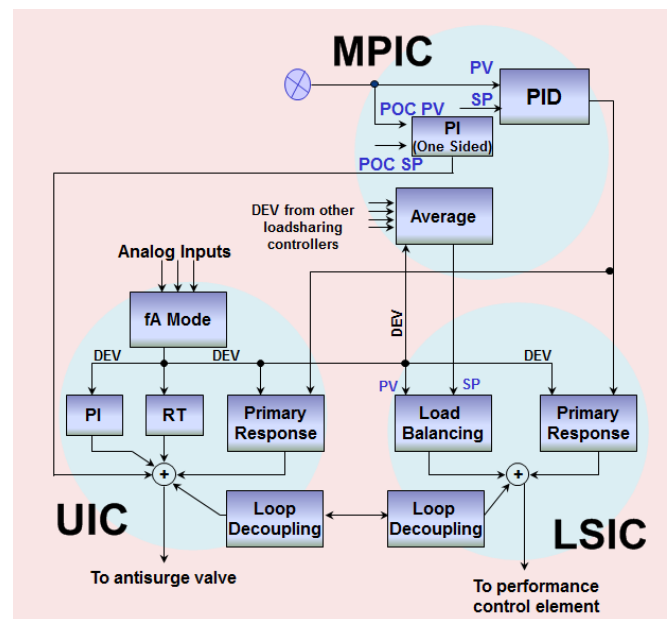 MPIC
PV
PID
SP
POC PV
PI
(One Sided)
POC SP
DEV from other
loadsharing
controllers
Average
Analog Inputs
fA Mode
DEV
DEV
DEV
DEV
PV
SP
PI
RT
Primary
Response
Load
Balancing
Primary
Response
+
+
UIC
Loop
Decoupling
Loop
Decoupling
LSIC
To antisurge valve
To performance
control element